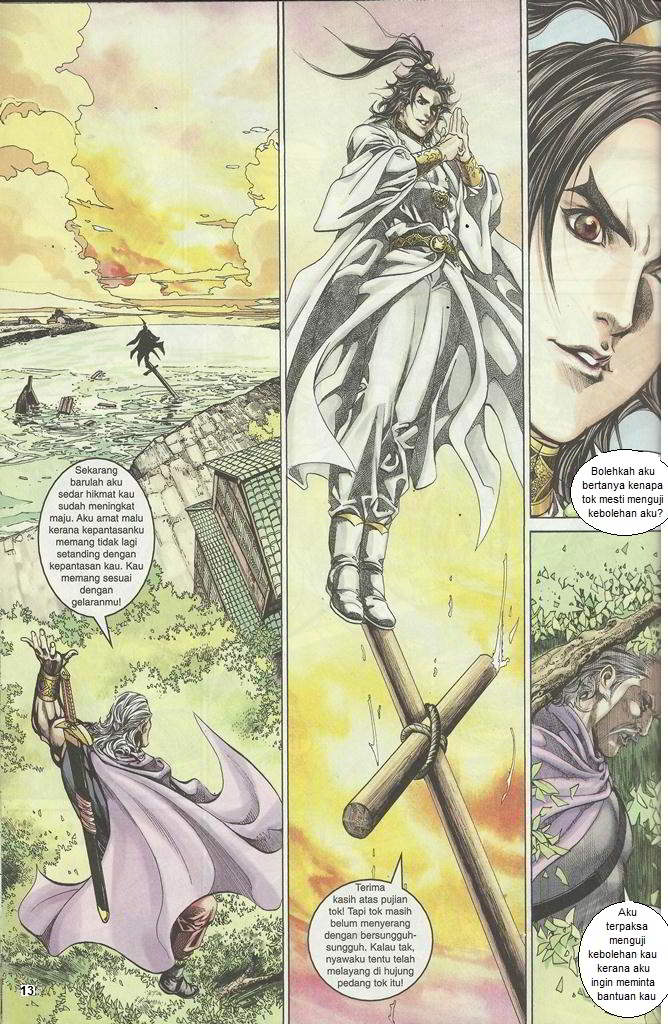 Sekarang
barulah aku
sedar hikmat kau
sudah meningkat
maju. Aku amat malu
kerana kepantasanku
memang tidak lagi
setanding dengan
kepantasan kau. Kau
memang sesuai
dengan
gelaranmu!
Terima
kasih atas pujian
tok! Tapi tok masih
belum menyerang
dengan bersungguh-
sungguh. Kalau tak,
nyawaku tentu telah
melayang di hujung
pedang tok itu!
Bolehkah aku
bertanya kenapa
tok mesti menguji
kebolehan aku?
Aku
terpaksa
menguji
kebolehan kau
kerana aku
ingin meminta
bantuan kau
13